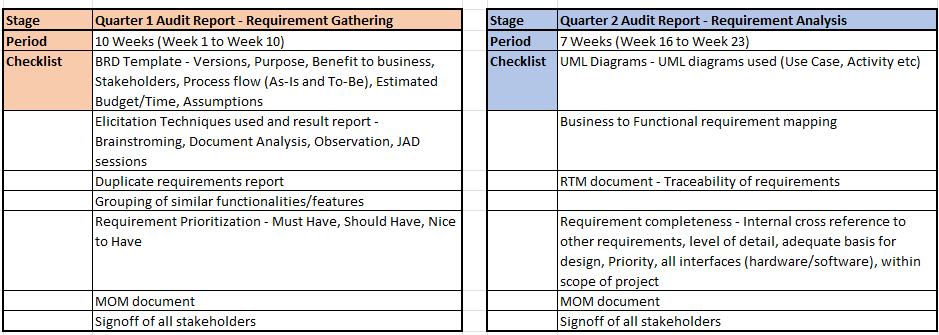 Stage
Quarter 1 Audit Report - Requirement Gathering
Period
10 Weeks (Week 1 to Week 10)
Checklist
BRD Template - Versions, Purpose, Benefit to business,
Stakeholders, Process flow (As-Is and To-Be), Estimated
Budget/Time, Assumptions
Elicitation Techniques used and result report -
Brainstroming, Document Analysis, Observation, JAD
sessions
Duplicate requirements report
Grouping of similar functionalities/features
Requirement Prioritization - Must Have, Should Have, Nice
to Have
MOM document
Signoff of all stakeholders
Stage
Quarter 2 Audit Report - Requirement Analysis
Period
7 Weeks (Week 16 to Week 23)
Checklist
UML Diagrams - UML diagrams used (Use Case, Activity etc)
Business to Functional requirement mapping
RTM document - Traceability of requirements
Requirement completeness - Internal cross reference to
other requirements, level of detail, adequate basis for
design, Priority, all interfaces (hardware/software), within
scope of project
MOM document
Signoff of all stakeholders